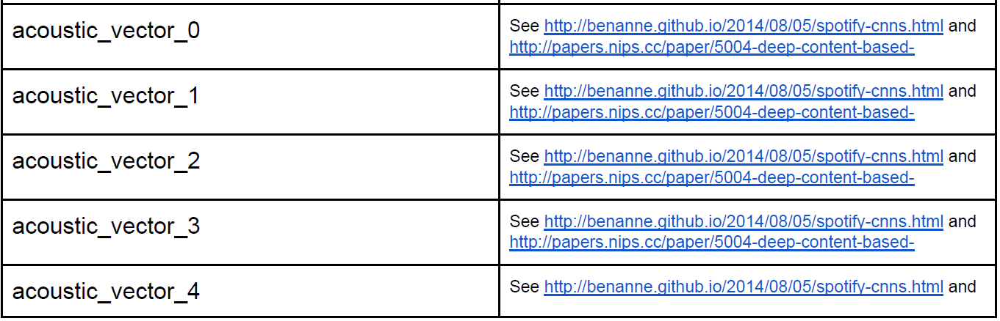 acoustic_vector_0
See http://benanne.github.io/2014/08/05/spotify-cnns.html and
http://papers.nips.cc/paper/5004-deep-content-based-
acoustic_vector_1
See http://benanne.github.io/2014/08/05/spotify-cnns.html and
http://papers.nips.cc/paper/5004-deep-content-based-
acoustic_vector_2
See http://benanne.github.io/2014/08/05/spotify-cnns.html and
http://papers.nips.cc/paper/5004-deep-content-based-
acoustic_vector_3
See http://benanne.github.io/2014/08/05/spotify-cnns.html and
http://papers.nips.cc/paper/5004-deep-content-based-
acoustic_vector_4
See http://benanne.github.io/2014/08/05/spotify-cnns.html and